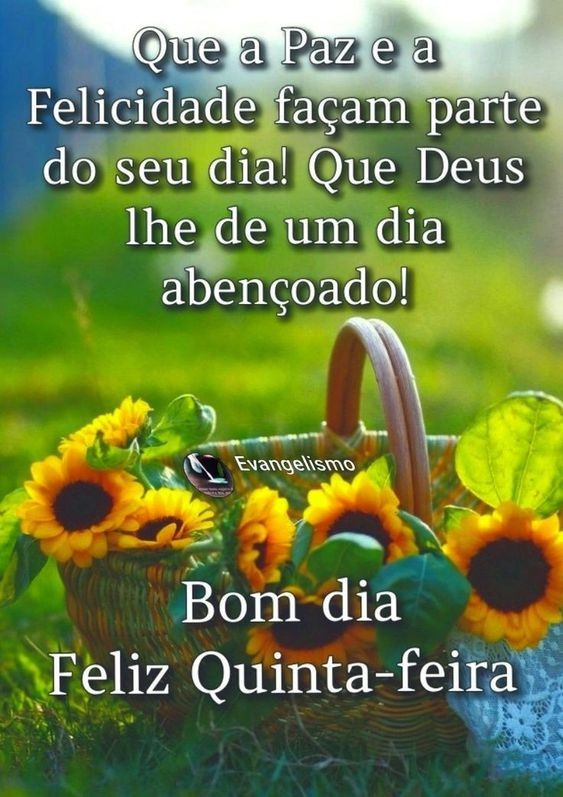 Que a Paz e a
Felicidade façam parte
do seu dia! Que Deus
lhe de um dia
abençoado!
Evangelismo
Bom dia
Feliz Quinta-feira